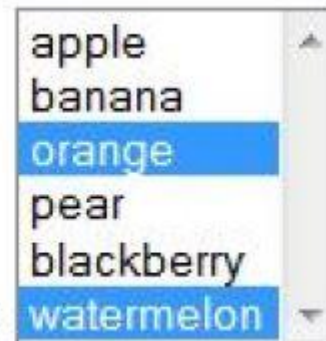 apple
banana
orange
pear
blackberry
watermelon